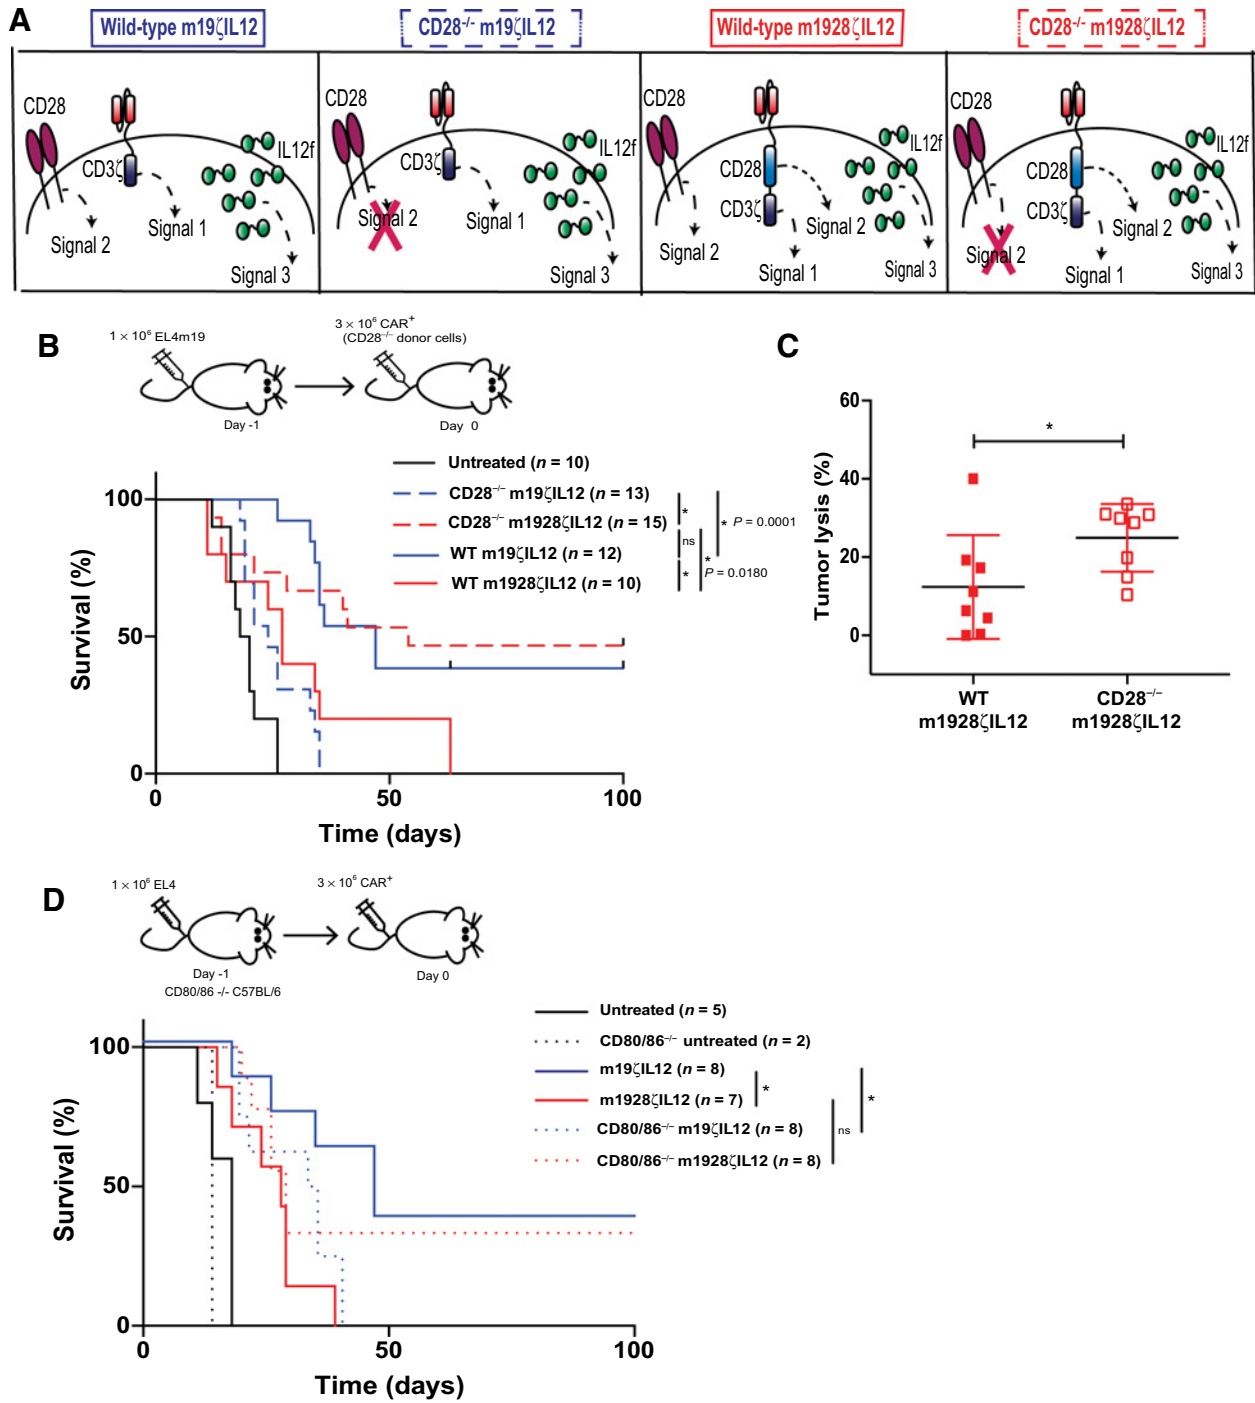 A
Wild-type m19ζIL12
CD28⁻/⁻ m19ζIL12
Wild-type m1928ζIL12
CD28⁻/⁻ m1928ζIL12
CD28
CD3ζ
IL12f
Signal 2
Signal 1
Signal 3
CD28
CD3ζ
IL12f
Signal 2
Signal 1
Signal 3
CD28
CD28
CD3ζ
IL12f
Signal 2
Signal 2
Signal 1
Signal 3
CD28
CD28
CD3ζ
IL12f
Signal 2
Signal 2
Signal 1
Signal 3
B
1 × 10⁶ EL4m19
3 × 10⁶ CAR⁺
(CD28⁻/⁻ donor cells)
Day -1
Day 0
Untreated (n = 10)
CD28⁻/⁻ m19ζIL12 (n = 13)
CD28⁻/⁻ m1928ζIL12 (n = 15)
WT m19ζIL12 (n = 12)
WT m1928ζIL12 (n = 10)
*
ns
*
*
*
P = 0.0001
P = 0.0180
Survival (%)
100
50
0
0
50
100
Time (days)
C
*
Tumor lysis (%)
60
40
20
0
WT
m1928ζIL12
CD28⁻/⁻
m1928ζIL12
D
1 × 10⁶ EL4
3 × 10⁶ CAR⁺
Day -1
CD80/86 -/- C57BL/6
Day 0
Untreated (n = 5)
CD80/86⁻/⁻ untreated (n = 2)
m19ζIL12 (n = 8)
m1928ζIL12 (n = 7)
CD80/86⁻/⁻ m19ζIL12 (n = 8)
CD80/86⁻/⁻ m1928ζIL12 (n = 8)
*
ns
*
Survival (%)
100
50
0
0
50
100
Time (days)